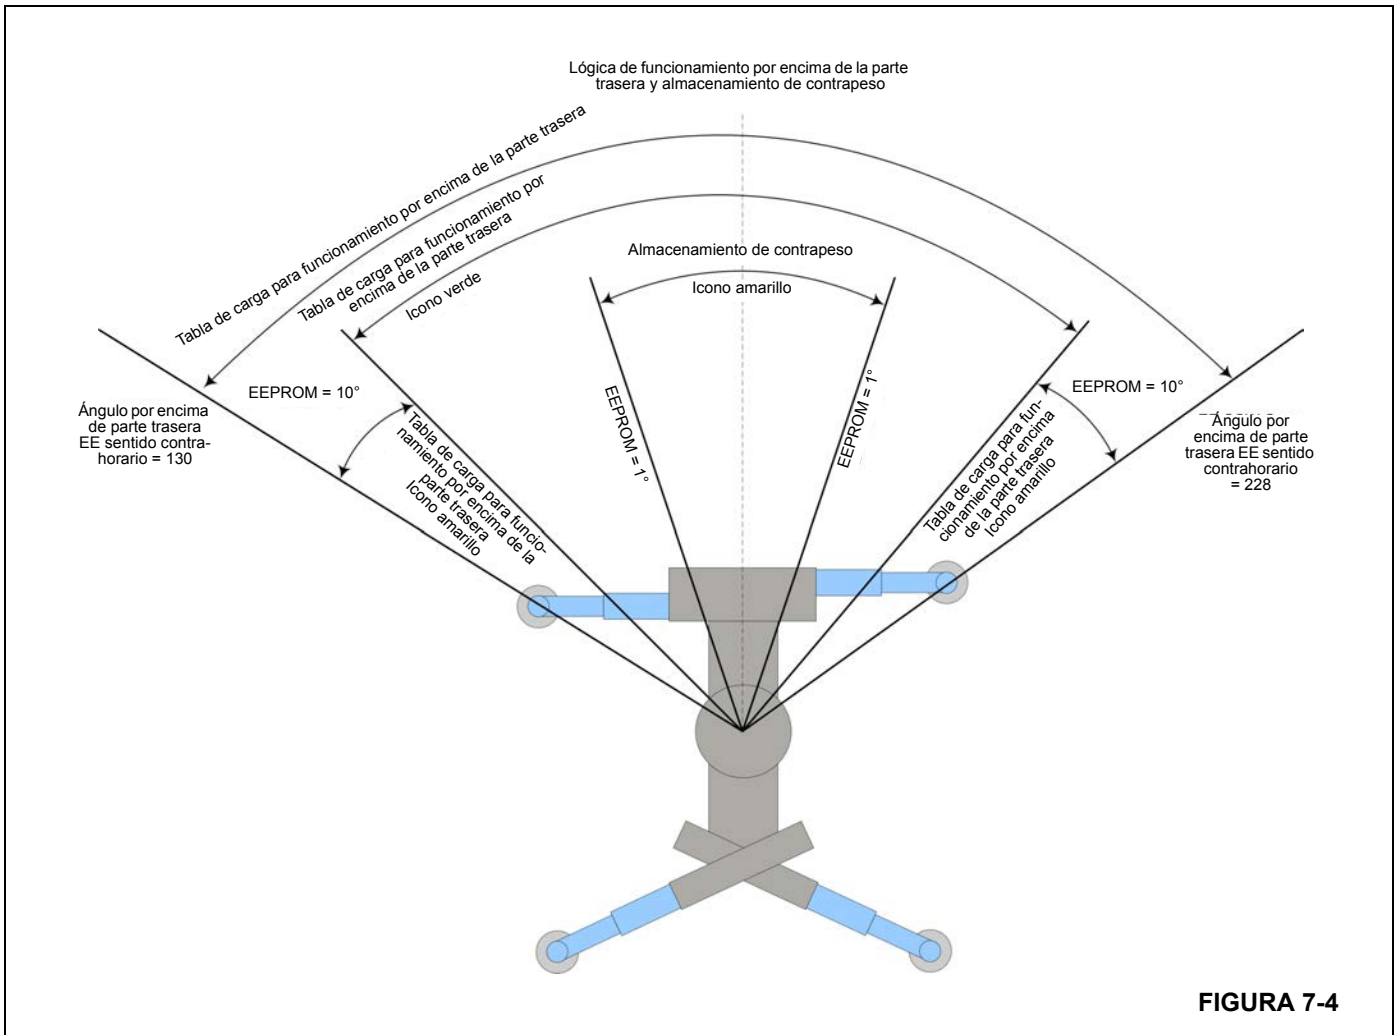 Lógica de funcionamiento por encima de la parte
trasera y almacenamiento de contrapeso
Tabla de carga para funcionamiento por encima de la parte trasera
Tabla de carga para funcionamiento por
encima de la parte trasera
Icono verde
Almacenamiento de contrapeso
Icono amarillo
EEPROM = 10°
EEPROM = 1°
EEPROM = 1°
EEPROM = 10°
Ángulo por encima
de parte trasera
EE sentido contra-
horario = 130
Tabla de carga para funcio-
namiento por encima de la
parte trasera
Icono amarillo
Tabla de carga para fun-
cionamiento por encima
de la parte trasera
Icono amarillo
Ángulo por
encima de parte
trasera EE sentido
contrahorario
= 228
FIGURA 7-4